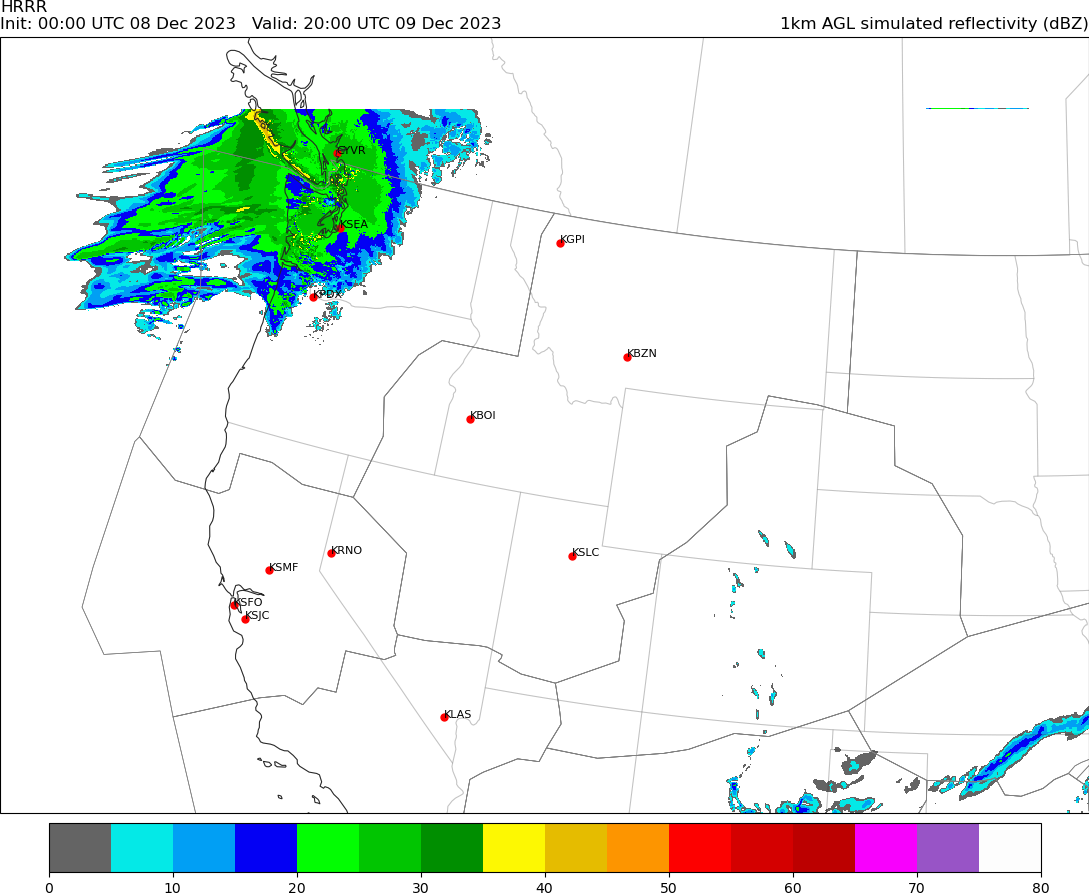 HRRR
Init: 00:00 UTC 08 Dec 2023   Valid: 20:00 UTC 09 Dec 2023   1km AGL simulated reflectivity (dBZ)
CYVR
KSEA
KGPI
KPDX
KBZN
KBOI
KRNO
KSLC
KSMF
KSFO
KSJC
KLAS
0 10 20 30 40 50 60 70 80